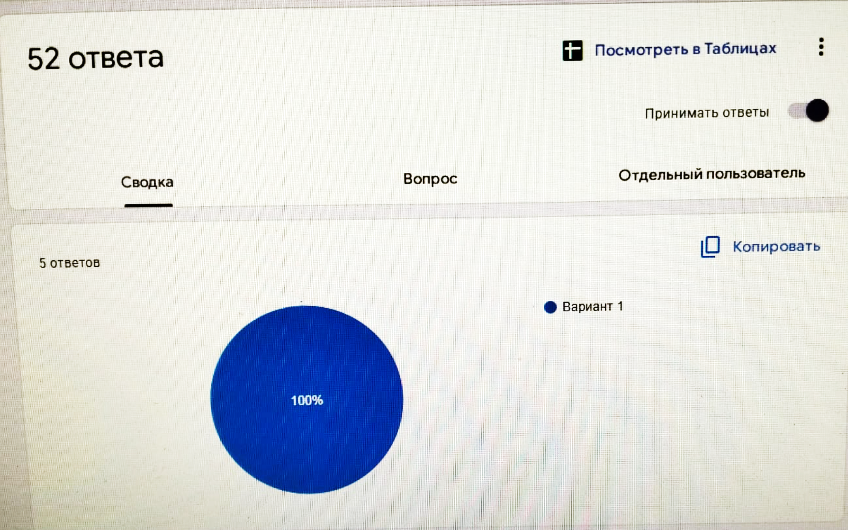 52 ответа
Посмотреть в Таблицах
Принимать ответы
Сводка
Вопрос
Отдельный пользователь
5 ответов
Копировать
Вариант 1
100%